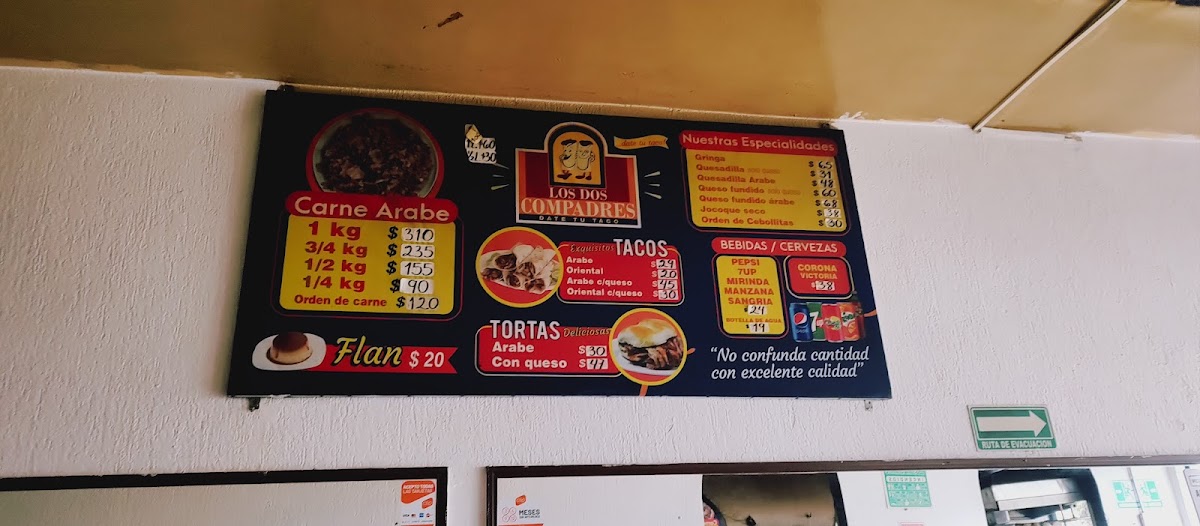 Carne Arabe
1 kg $ 310
3/4 kg $ 235
1/2 kg $ 155
1/4 kg $ 90
Orden de carne $ 120
Flan $ 20
LOS DOS
COMPADRES
DATE TU TACO
Exquisitos TACOS
Arabe $
Oriental $ 20
Arabe c/queso $ 45
Oriental c/queso $ 30
TORTAS Deliciosas
Arabe $ 30
Con queso $
Nuestras Especialidades
Gringa $ 65
Quesadilla $ 31
Quesadilla Arabe $ 48
Queso fundido $ 60
Queso fundido árabe $ 68
Jocoque seco $ 38
Orden de Cebollitas $ 30
BEBIDAS / CERVEZAS
PEPSI
7UP
MIRINDA
MANZANA
SANGRIA
$ 24
BOTELLA DE AGUA
$ 14
CORONA
VICTORIA
$ 38
"No confunda cantidad
con excelente calidad"
RUTA DE EVACUACION
MESES